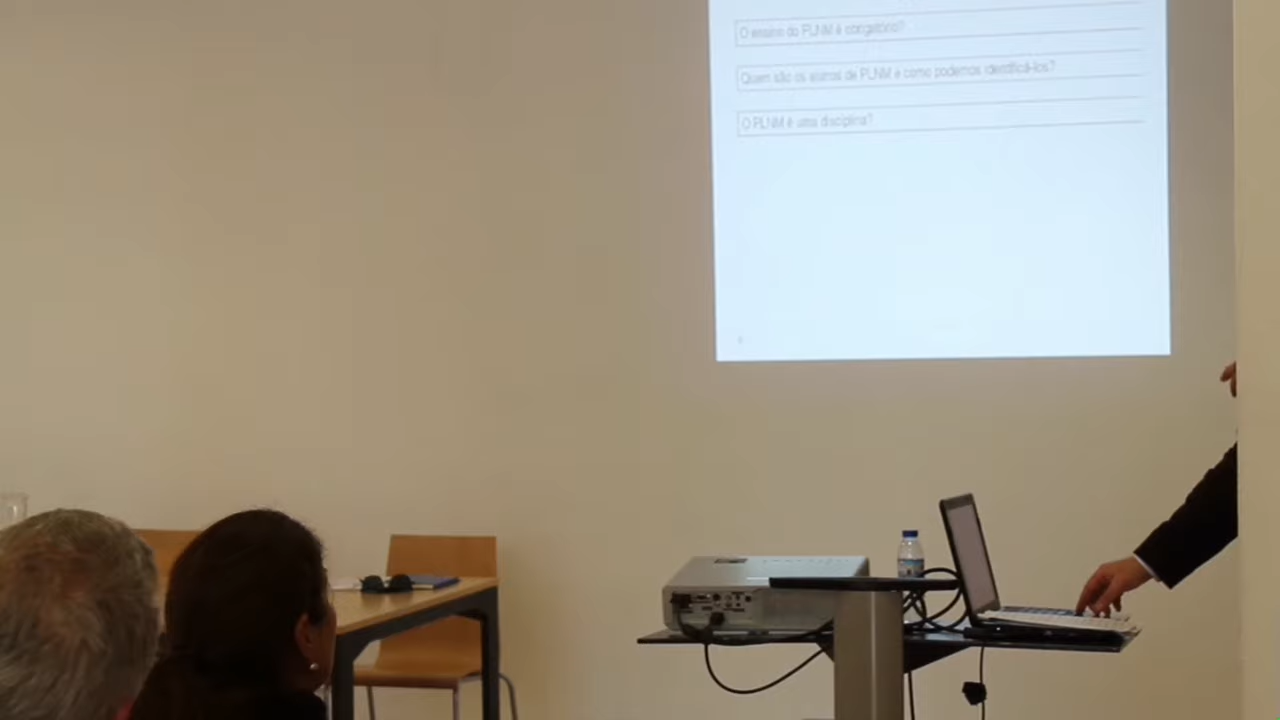 O ensino do PLNM é obrigatório?
Quem são os alunos de PLNM e como podemos identificá-los?
O PLNM é uma disciplina?